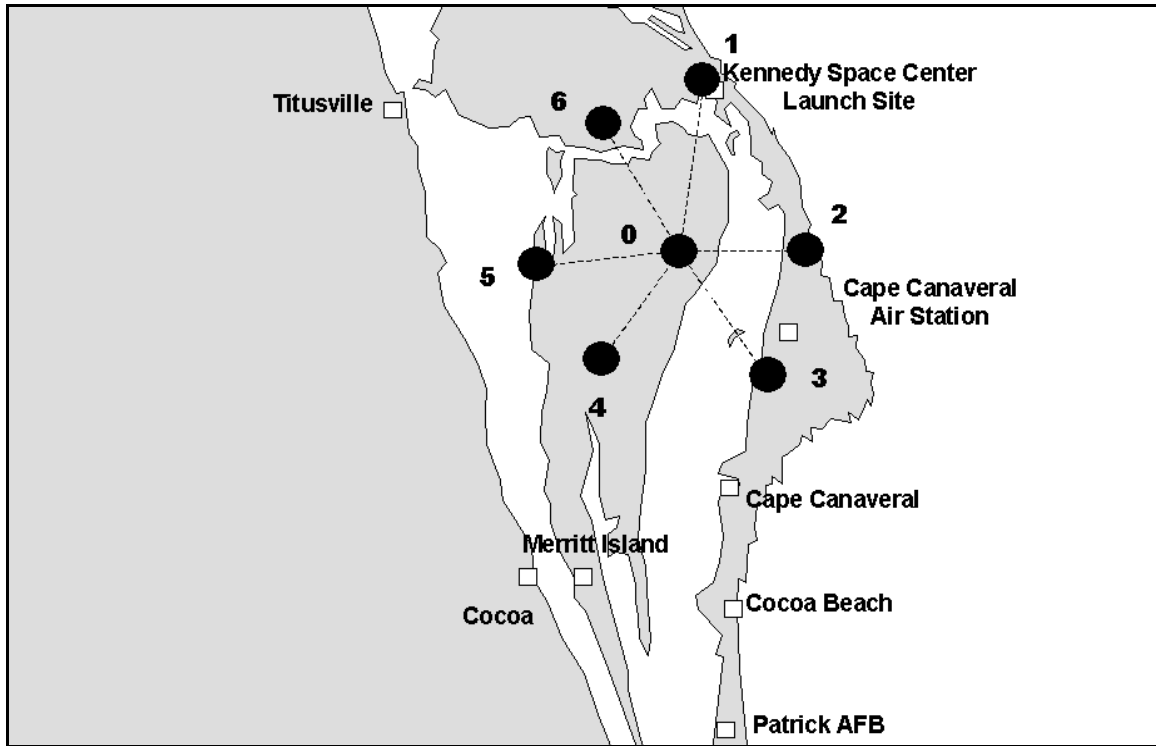 1
Kennedy Space Center
Launch Site
6
Titusville
2
0
5
Cape Canaveral
Air Station
3
4
Cape Canaveral
Merritt Island
Cocoa Beach
Cocoa
Patrick AFB